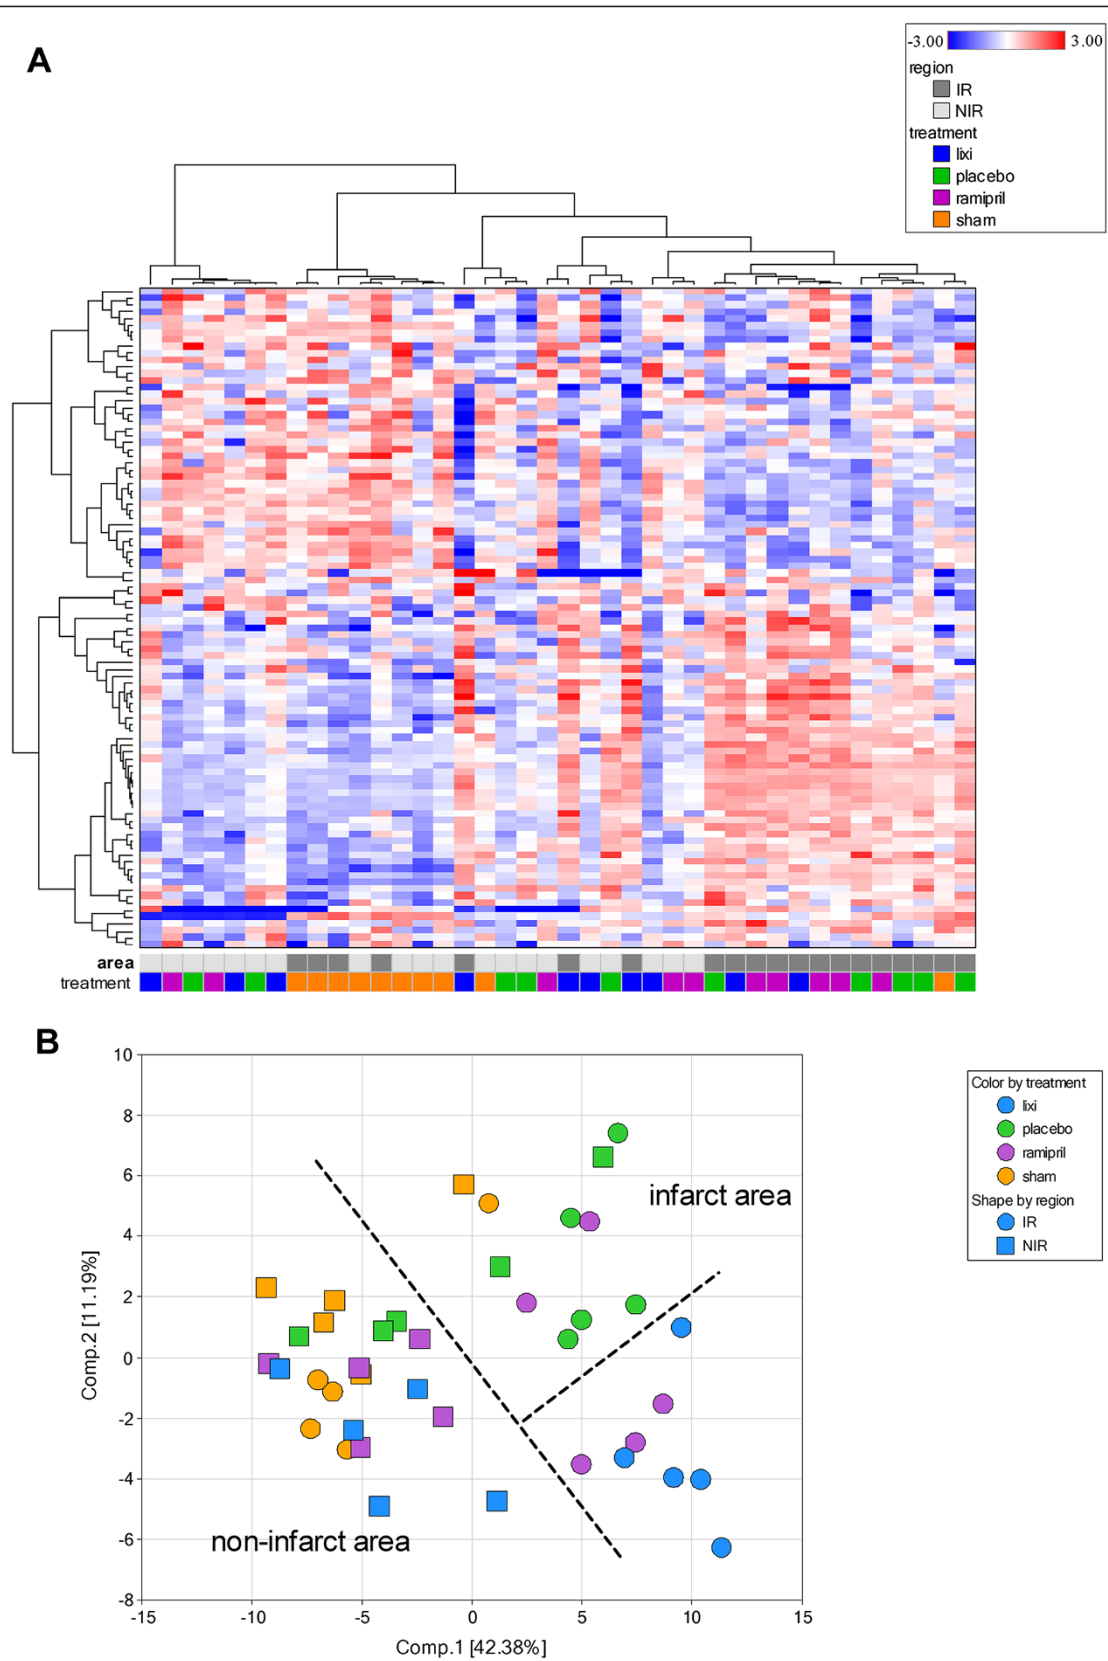 A
-3.00 3.00
region
IR
NIR
treatment
lixi
placebo
ramipril
sham
area
treatment
B
10
8
6
4
2
0
-2
-4
-6
-8
-15 -10 -5 0 5 10 15
Comp.2 [11.19%]
Comp.1 [42.38%]
infarct area
non-infarct area
Color by treatment
lixi
placebo
ramipril
sham
Shape by region
IR
NIR